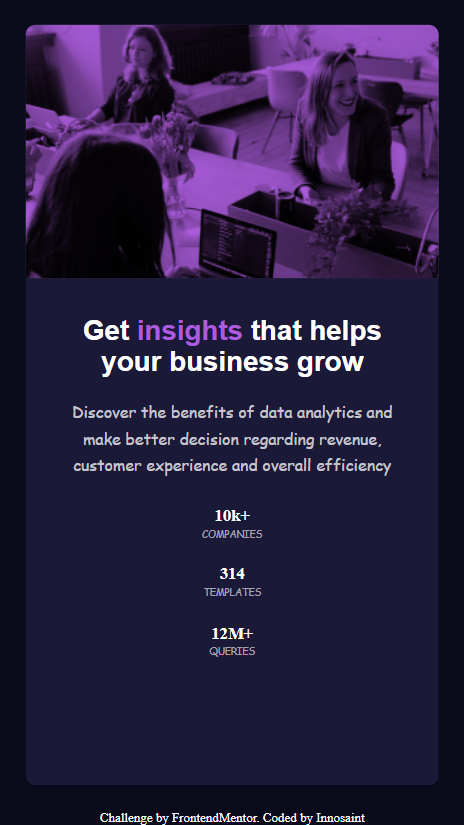 Get insights that helps
your business grow
Discover the benefits of data analytics and
make better decision regarding revenue,
customer experience and overall efficiency
10k+
COMPANIES
314
TEMPLATES
12M+
QUERIES
Challenge by FrontendMentor. Coded by Innosaint